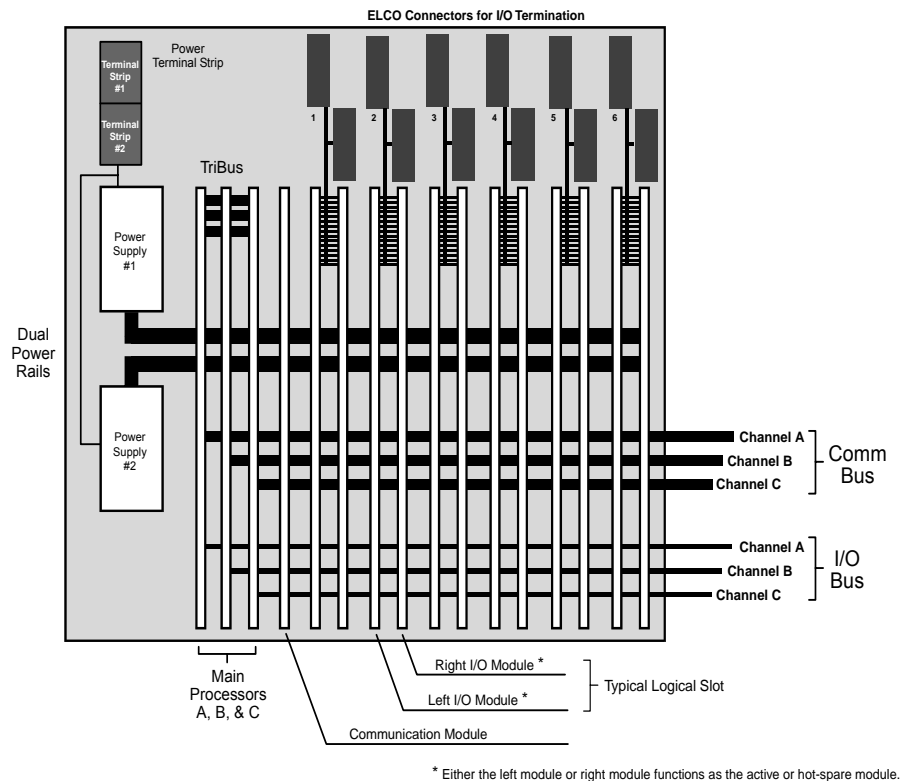 ELCO Connectors for I/O Termination
Terminal
Strip
#1
Power
Terminal Strip
Terminal
Strip
#2
1
2
3
4
5
6
TriBus
Power
Supply
#1
Dual
Power
Rails
Power
Supply
#2
Channel A
Channel B
Channel C
Comm
Bus
Channel A
Channel B
Channel C
I/O
Bus
Main
Processors
A, B, & C
Right I/O Module *
Left I/O Module *
Typical Logical Slot
Communication Module
* Either the left module or right module functions as the active or hot-spare module.